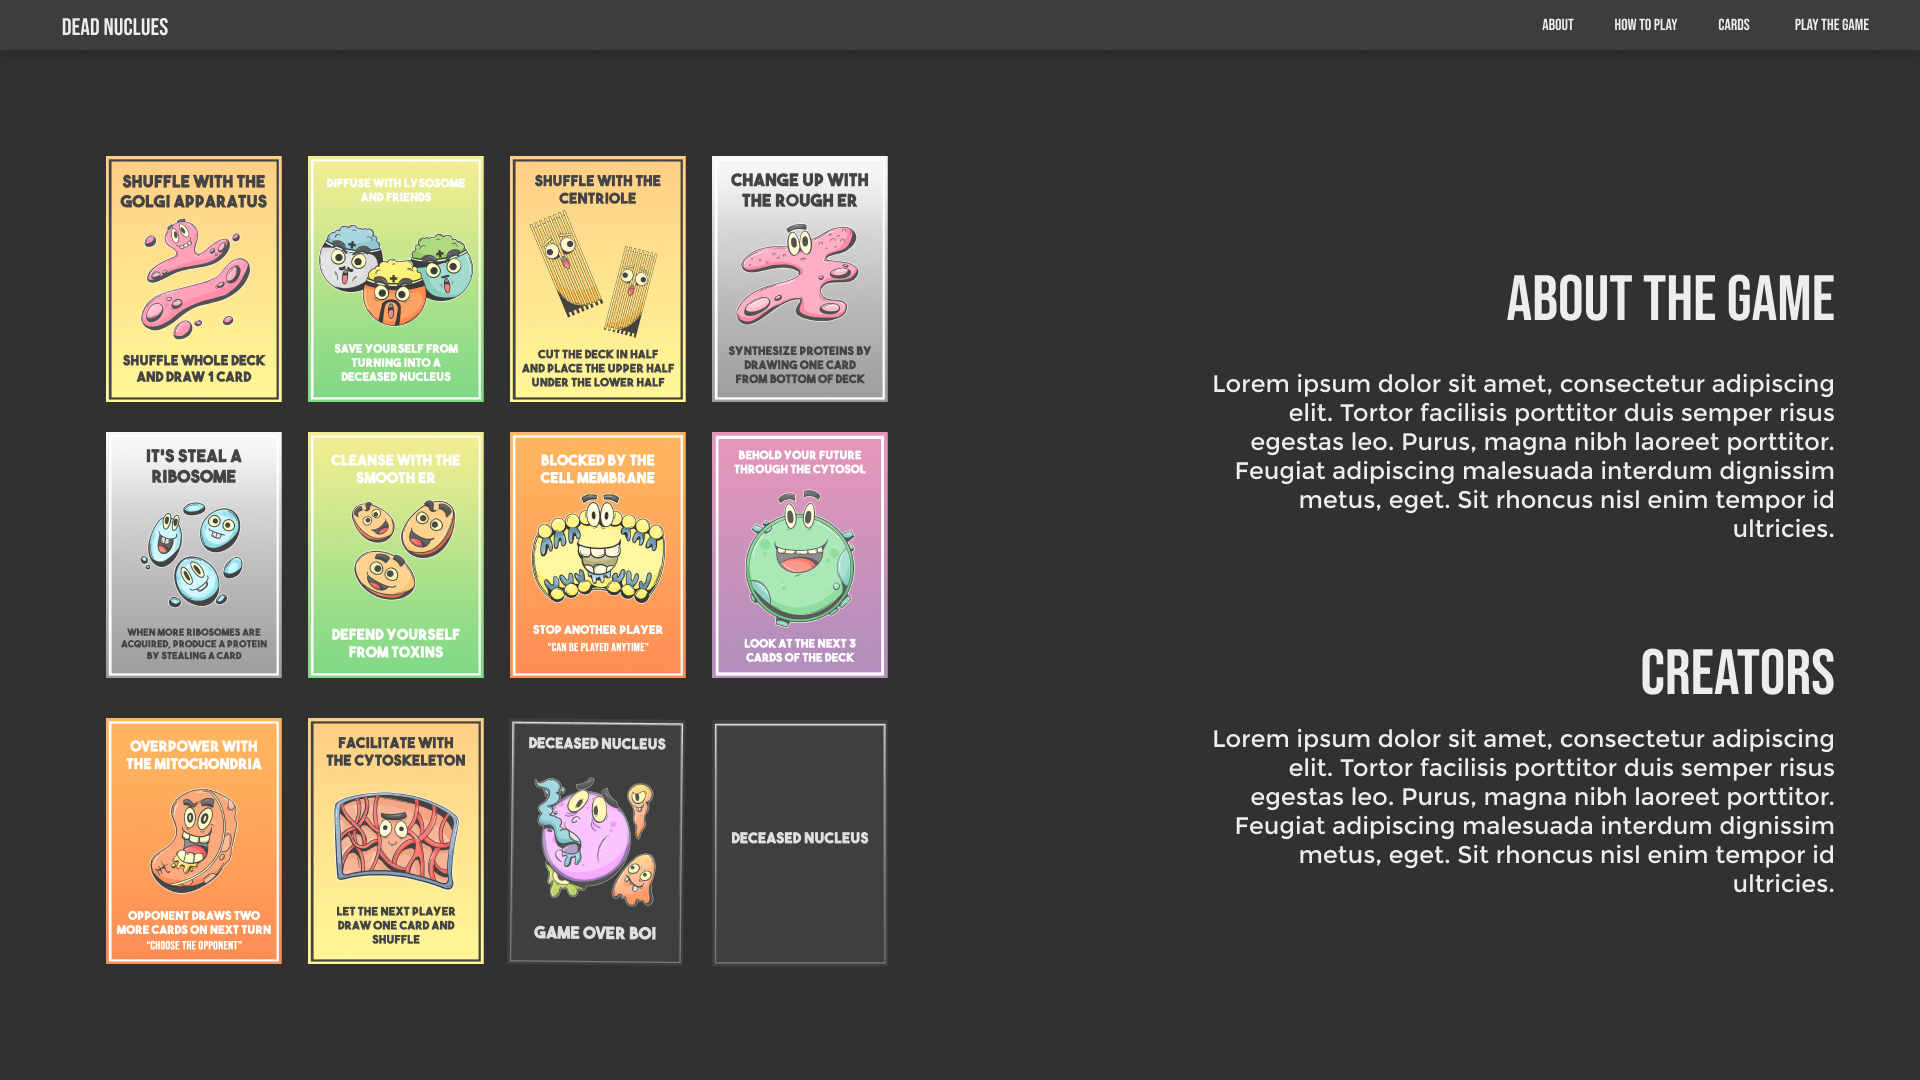 DEAD NUCLUES
ABOUT
HOW TO PLAY
CARDS
PLAY THE GAME
SHUFFLE WITH THE
GOLGI APPARATUS
SHUFFLE WHOLE DECK
AND DRAW 1 CARD
DIFFUSE WITH LYSOSOME
AND FRIENDS
SAVE YOURSELF FROM
TURNING INTO A
DECEASED NUCLEUS
SHUFFLE WITH THE
CENTRIOLE
CUT THE DECK IN HALF
AND PLACE THE UPPER HALF
UNDER THE LOWER HALF
CHANGE UP WITH
THE ROUGH ER
SYNTHESIZE PROTEINS BY
DRAWING ONE CARD
FROM BOTTOM OF DECK
IT'S STEAL A
RIBOSOME
WHEN MORE RIBOSOMES ARE
ACQUIRED, PRODUCE A PROTEIN
BY STEALING A CARD
CLEANSE WITH THE
SMOOTH ER
DEFEND YOURSELF
FROM TOXINS
BLOCKED BY THE
CELL MEMBRANE
STOP ANOTHER PLAYER
"CAN BE PLAYED ANYTIME"
BEHOLD YOUR FUTURE
THROUGH THE CYTOSOL
LOOK AT THE NEXT 3
CARDS OF THE DECK
OVERPOWER WITH
THE MITOCHONDRIA
OPPONENT DRAWS TWO
MORE CARDS ON NEXT TURN
"CHOOSE THE OPPONENT"
FACILITATE WITH
THE CYTOSKELETON
LET THE NEXT PLAYER
DRAW ONE CARD AND
SHUFFLE
DECEASED NUCLEUS
GAME OVER BOI
DECEASED NUCLEUS
ABOUT THE GAME
Lorem ipsum dolor sit amet, consectetur adipiscing
elit. Tortor facilisis porttitor duis semper risus
egestas leo. Purus, magna nibh laoreet porttitor.
Feugiat adipiscing malesuada interdum dignissim
metus, eget. Sit rhoncus nisl enim tempor id
ultricies.
CREATORS
Lorem ipsum dolor sit amet, consectetur adipiscing
elit. Tortor facilisis porttitor duis semper risus
egestas leo. Purus, magna nibh laoreet porttitor.
Feugiat adipiscing malesuada interdum dignissim
metus, eget. Sit rhoncus nisl enim tempor id
ultricies.